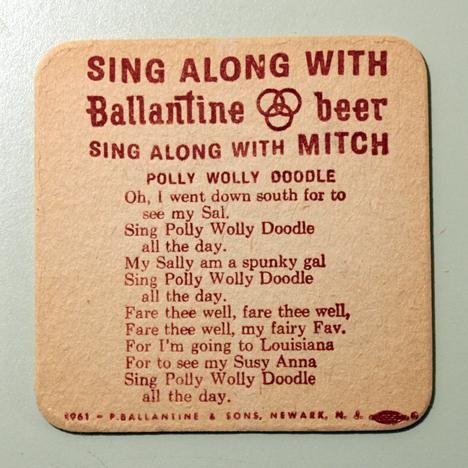 SING ALONG WITH
Ballantine beer
SING ALONG WITH MITCH
POLLY WOLLY DOODLE
Oh, I went down south for to
see my Sal.
Sing Polly Wolly Doodle
all the day.
My Sally am a spunky gal
Sing Polly Wolly Doodle
all the day.
Fare thee well, fare thee well,
Fare thee well, my fairy Fav.
For I'm going to Louisiana
For to see my Susy Anna
Sing Polly Wolly Doodle
all the day.
1961 – P. BALLANTINE & SONS, NEWARK, N. J.